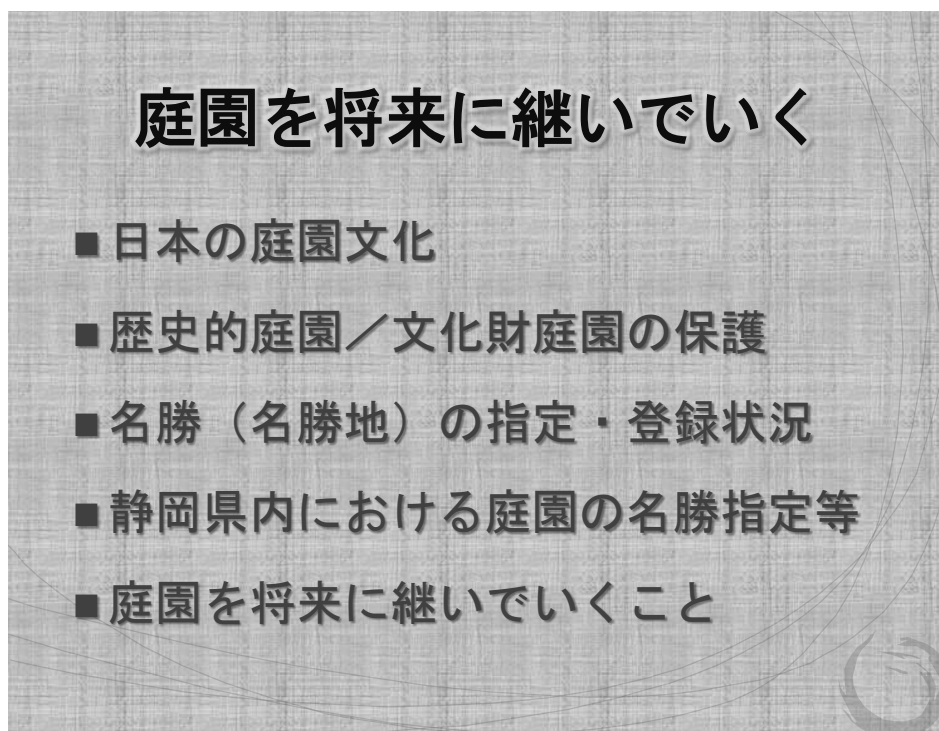 庭園を将来に継いでいく
■日本の庭園文化
■歴史的庭園／文化財庭園の保護
■名勝（名勝地）の指定・登録状況
■静岡県内における庭園の名勝指定等
■庭園を将来に継いでいくこと